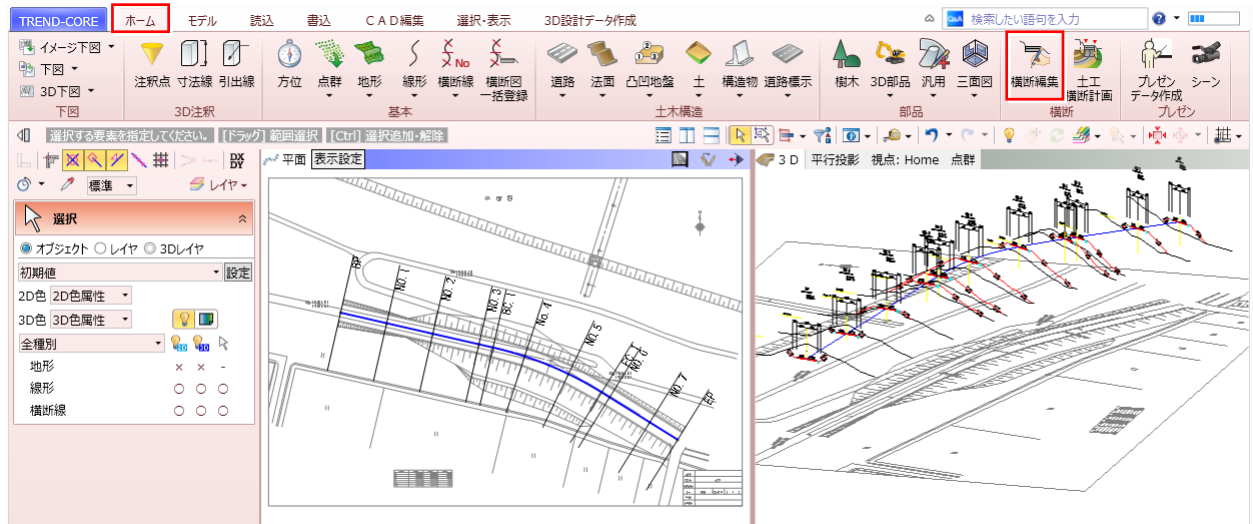 TREND-CORE ホーム モデル 読込 書込 CAD編集 選択・表示 3D設計データ作成 Q&A 検索したい語句を入力
イメージ下図
下図
3D下図
下図
注釈点 寸法線 引出線
3D注釈
方位 点群 地形 線形 横断線 横断図
一括登録
No
基本
道路 法面 凸凹地盤 土 構造物 道路標示
土木構造
樹木 3D部品 汎用 三面図
部品
横断編集 土工
横断計画
横断
プレゼン
データ作成
シーン
プレゼン
選択する要素を指定してください。 [ドラッグ] 範囲選択 [Ctrl] 選択追加・解除
標準 レイヤ
選択
オブジェクト レイヤ 3Dレイヤ
初期値 設定
2D色 2D色属性
3D色 3D色属性
全種別
地形 × × -
線形 ○ ○ ○
横断線 ○ ○ ○
平面 表示設定
BP
NO.1
NO.2
NO.3
BC.1
No.4
NO.5
EC.1
NO.6
NO.7
EP
3D 平行投影 視点: Home 点群